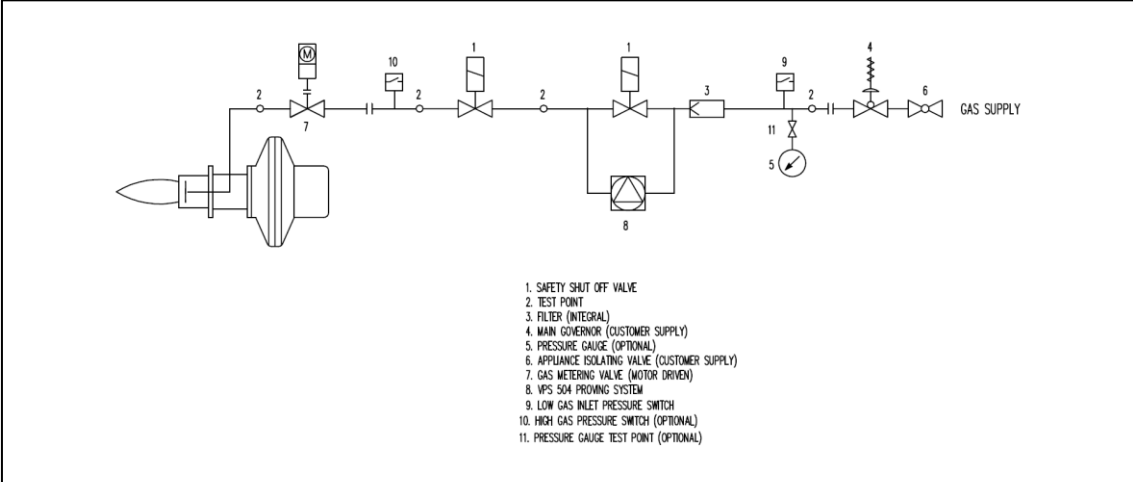 M
1
1
4
10
9
2
2
2
3
2
6
GAS SUPPLY
7
11
5
8
1. SAFETY SHUT OFF VALVE
2. TEST POINT
3. FILTER (INTEGRAL)
4. MAIN GOVERNOR (CUSTOMER SUPPLY)
5. PRESSURE GAUGE (OPTIONAL)
6. APPLIANCE ISOLATING VALVE (CUSTOMER SUPPLY)
7. GAS METERING VALVE (MOTOR DRIVEN)
8. VPS 504 PROVING SYSTEM
9. LOW GAS INLET PRESSURE SWITCH
10. HIGH GAS PRESSURE SWITCH (OPTIONAL)
11. PRESSURE GAUGE TEST POINT (OPTIONAL)